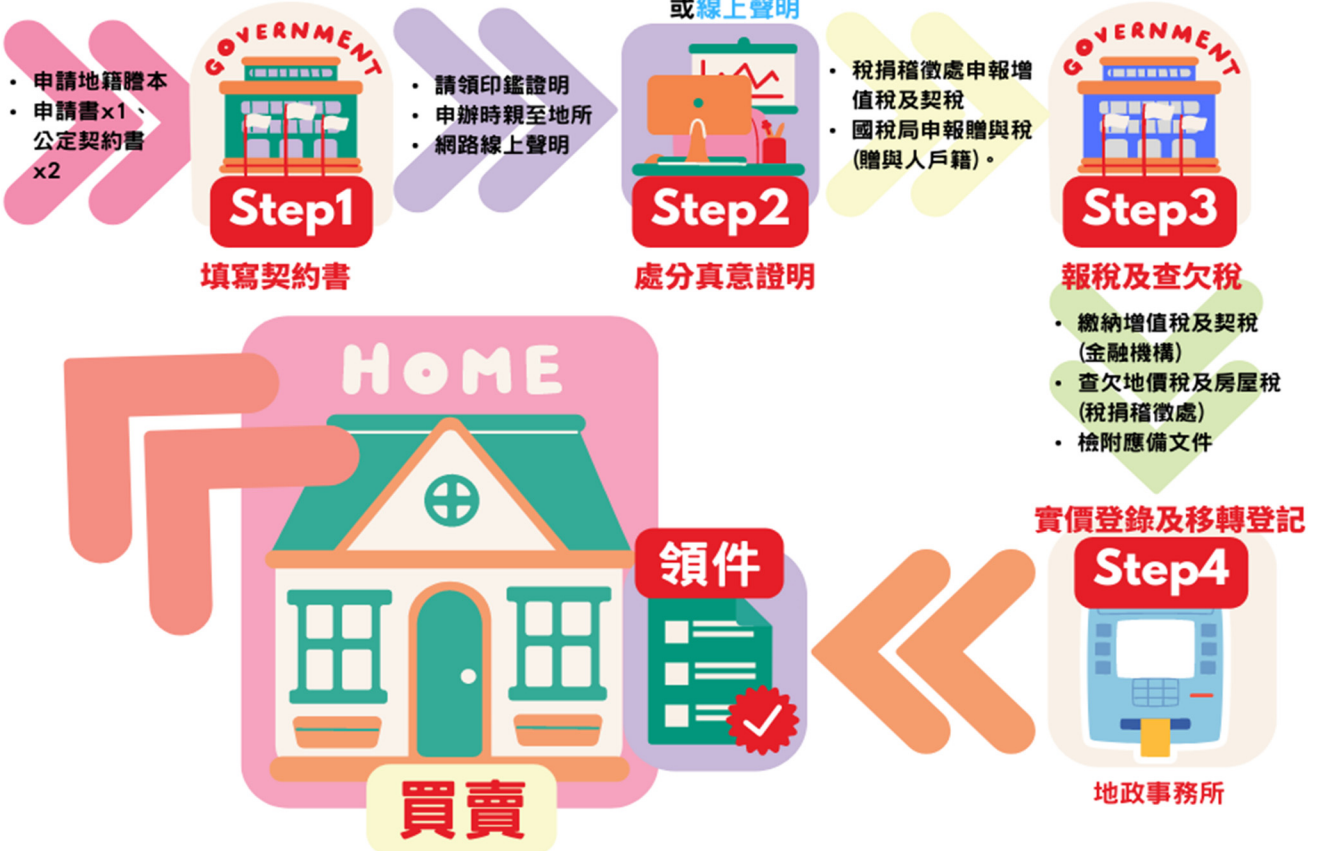 或線上聲明
GOVERNMENT
• 申請地籍謄本
• 申請書x1、
公定契約書
x2
Step1
填寫契約書
• 請領印鑑證明
• 申辦時親至地所
• 網路線上聲明
Step2
處分真意證明
• 稅捐稽徵處申報增
值稅及契稅
• 國稅局申報贈與稅
(贈與人戶籍)。
GOVERNMENT
Step3
報稅及查欠稅
• 繳納增值稅及契稅
(金融機構)
• 查欠地價稅及房屋稅
(稅捐稽徵處)
• 檢附應備文件
實價登錄及移轉登記
Step4
地政事務所
領件
HOME
買賣